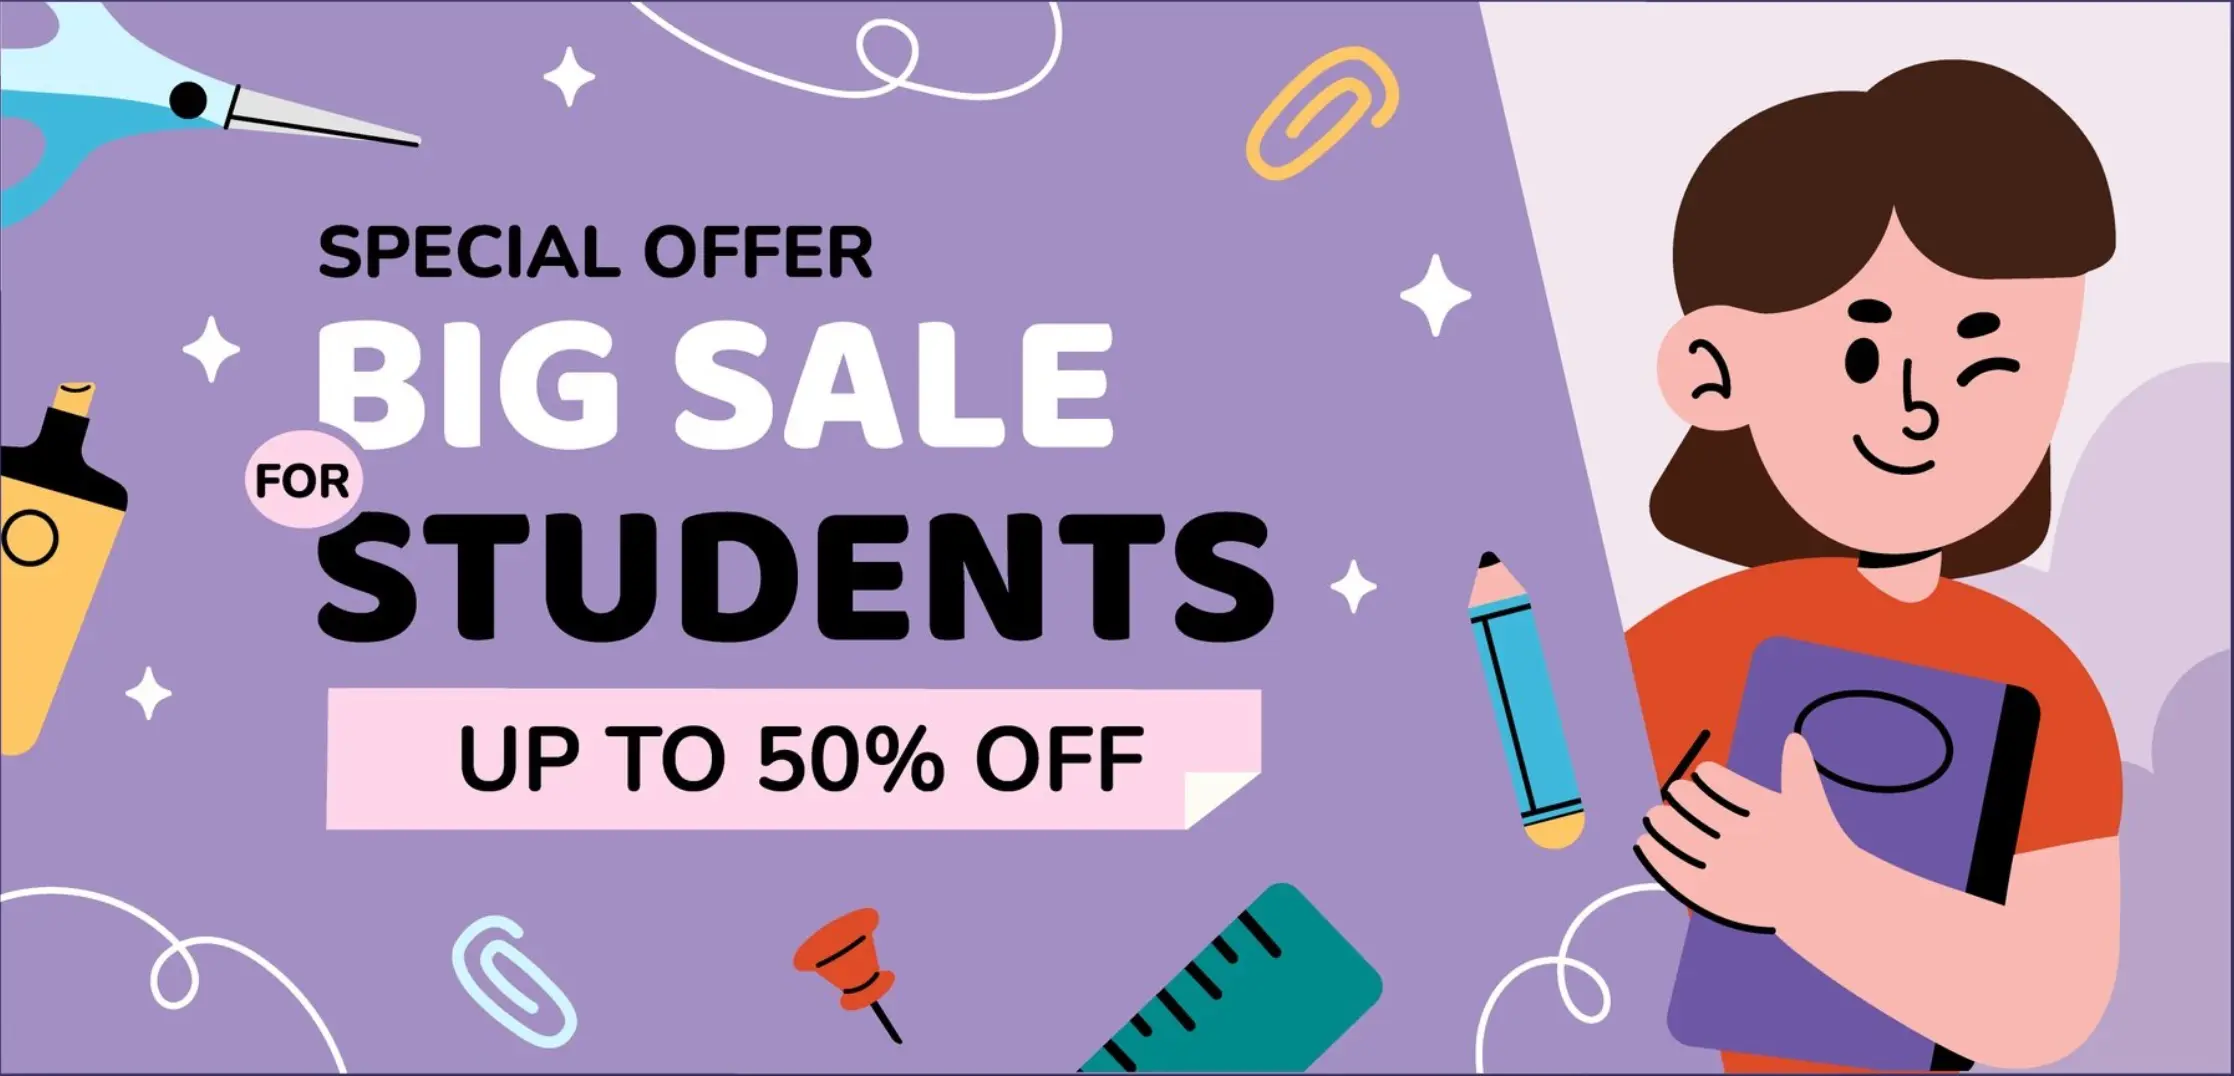 SPECIAL OFFER
BIG SALE
FOR
STUDENTS
UP TO 50% OFF